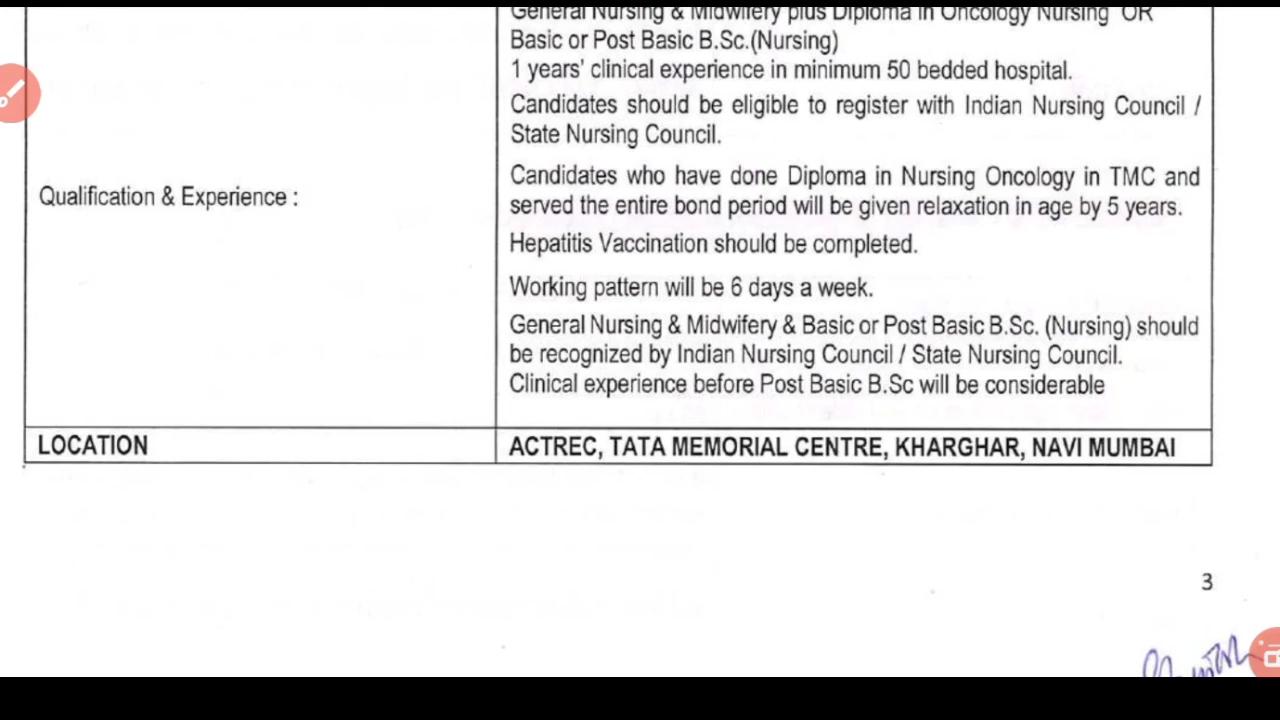 General Nursing & Midwifery plus Diploma in Oncology Nursing OR
Basic or Post Basic B.Sc.(Nursing)
1 years' clinical experience in minimum 50 bedded hospital.
Candidates should be eligible to register with Indian Nursing Council /
State Nursing Council.
Qualification & Experience :
Candidates who have done Diploma in Nursing Oncology in TMC and
served the entire bond period will be given relaxation in age by 5 years.
Hepatitis Vaccination should be completed.
Working pattern will be 6 days a week.
General Nursing & Midwifery & Basic or Post Basic B.Sc. (Nursing) should
be recognized by Indian Nursing Council / State Nursing Council.
Clinical experience before Post Basic B.Sc will be considerable
LOCATION
ACTREC, TATA MEMORIAL CENTRE, KHARGHAR, NAVI MUMBAI
3